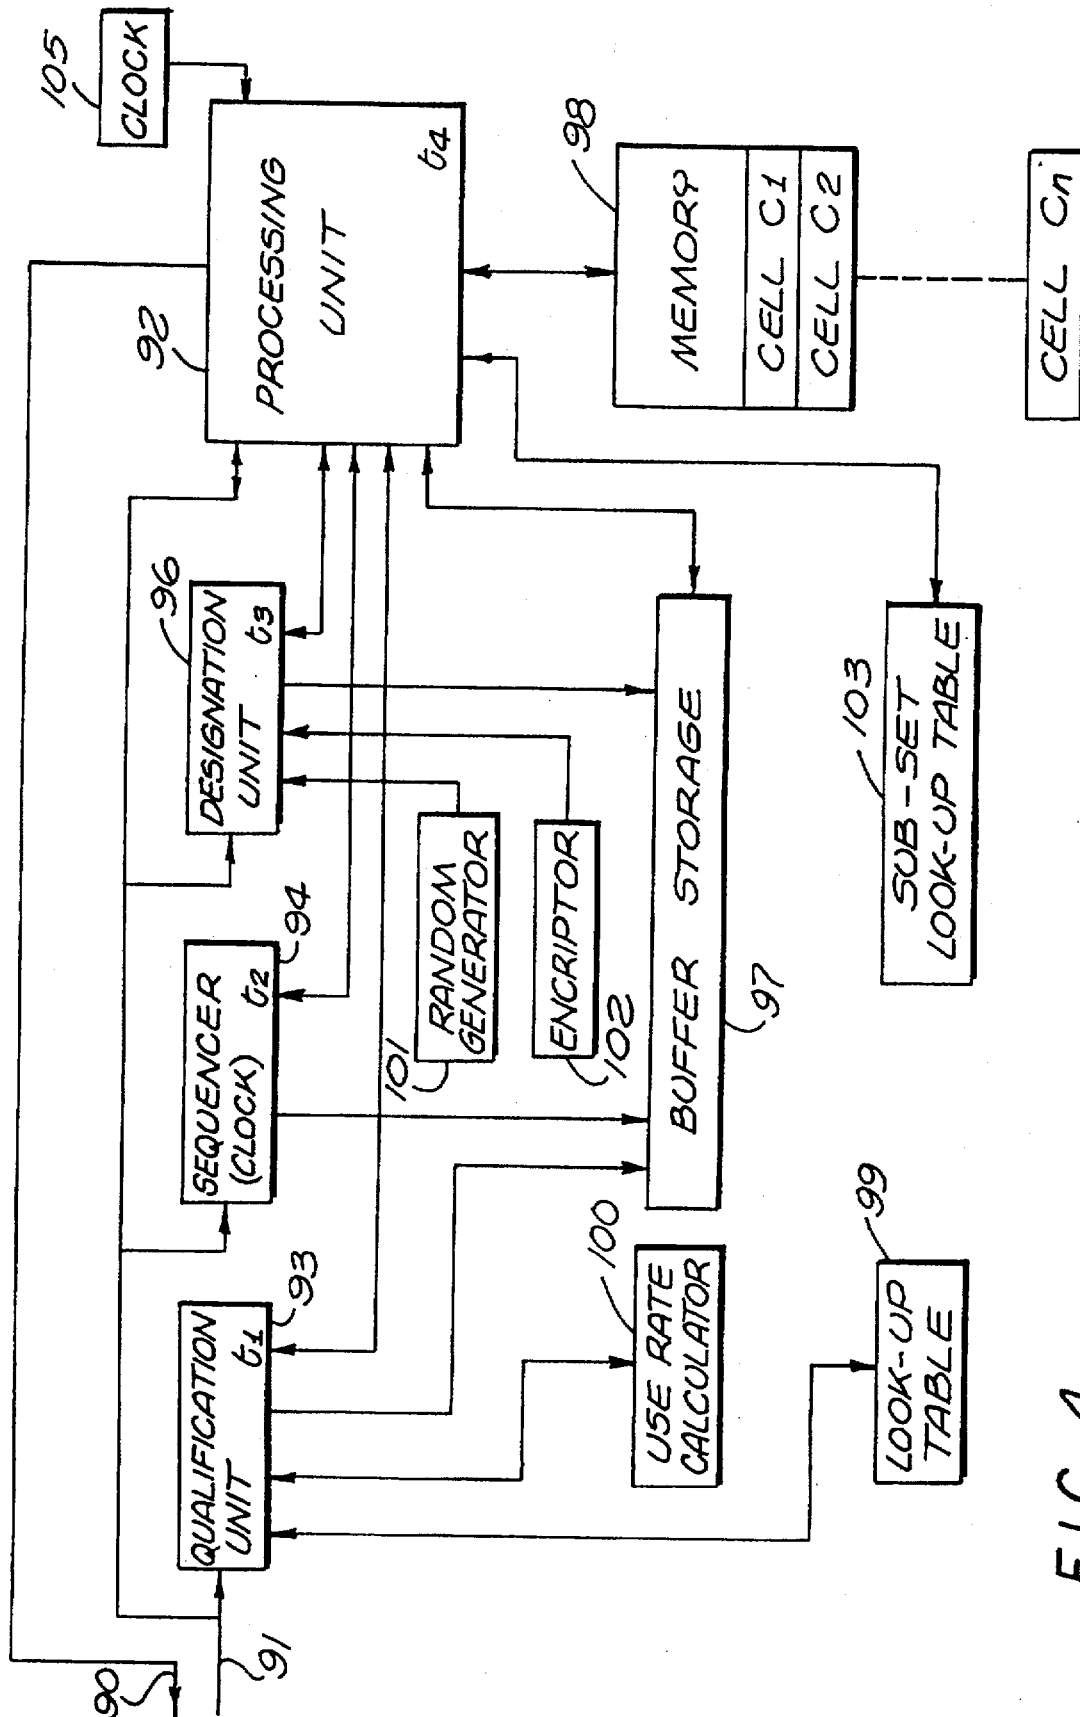 105
CLOCK
92
PROCESSING
UNIT
t4
98
MEMORY
CELL C1
CELL C2
CELL Cn
96
DESIGNATION
UNIT t3
SEQUENCER
(CLOCK) t2
94
101
RANDOM
GENERATOR
ENCRIPTOR
102
BUFFER STORAGE
97
103
SUB-SET
LOOK-UP TABLE
QUALIFICATION
UNIT t1
93
100
USE RATE
CALCULATOR
99
LOOK-UP
TABLE
90
91